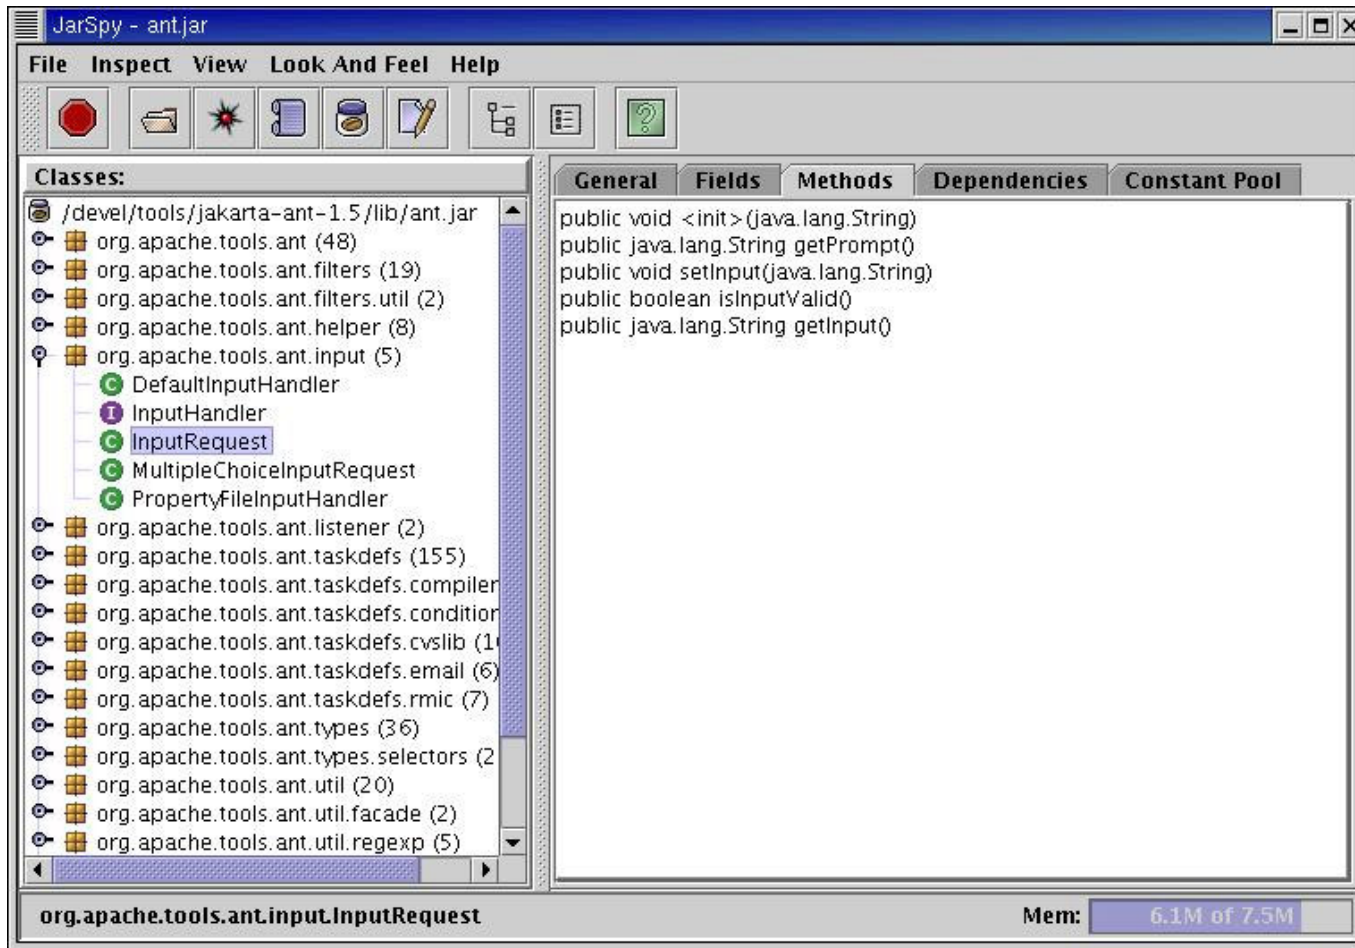 JarSpy - ant.jar
File Inspect View Look And Feel Help
Classes:
/devel/tools/jakarta-ant-1.5/lib/ant.jar
org.apache.tools.ant (48)
org.apache.tools.ant.filters (19)
org.apache.tools.ant.filters.util (2)
org.apache.tools.ant.helper (8)
org.apache.tools.ant.input (5)
C DefaultInputHandler
I InputHandler
C InputRequest
C MultipleChoiceInputRequest
C PropertyFileInputHandler
org.apache.tools.ant.listener (2)
org.apache.tools.ant.taskdefs (155)
org.apache.tools.ant.taskdefs.compiler
org.apache.tools.ant.taskdefs.condition
org.apache.tools.ant.taskdefs.cvslib (1
org.apache.tools.ant.taskdefs.email (6)
org.apache.tools.ant.taskdefs.rmic (7)
org.apache.tools.ant.types (36)
org.apache.tools.ant.types.selectors (2
org.apache.tools.ant.util (20)
org.apache.tools.ant.util.facade (2)
org.apache.tools.ant.util.regexp (5)
General Fields Methods Dependencies Constant Pool
public void <init>(java.lang.String)
public java.lang.String getPrompt()
public void setInput(java.lang.String)
public boolean isInputValid()
public java.lang.String getInput()
org.apache.tools.ant.input.InputRequest
Mem: 6.1M of 7.5M